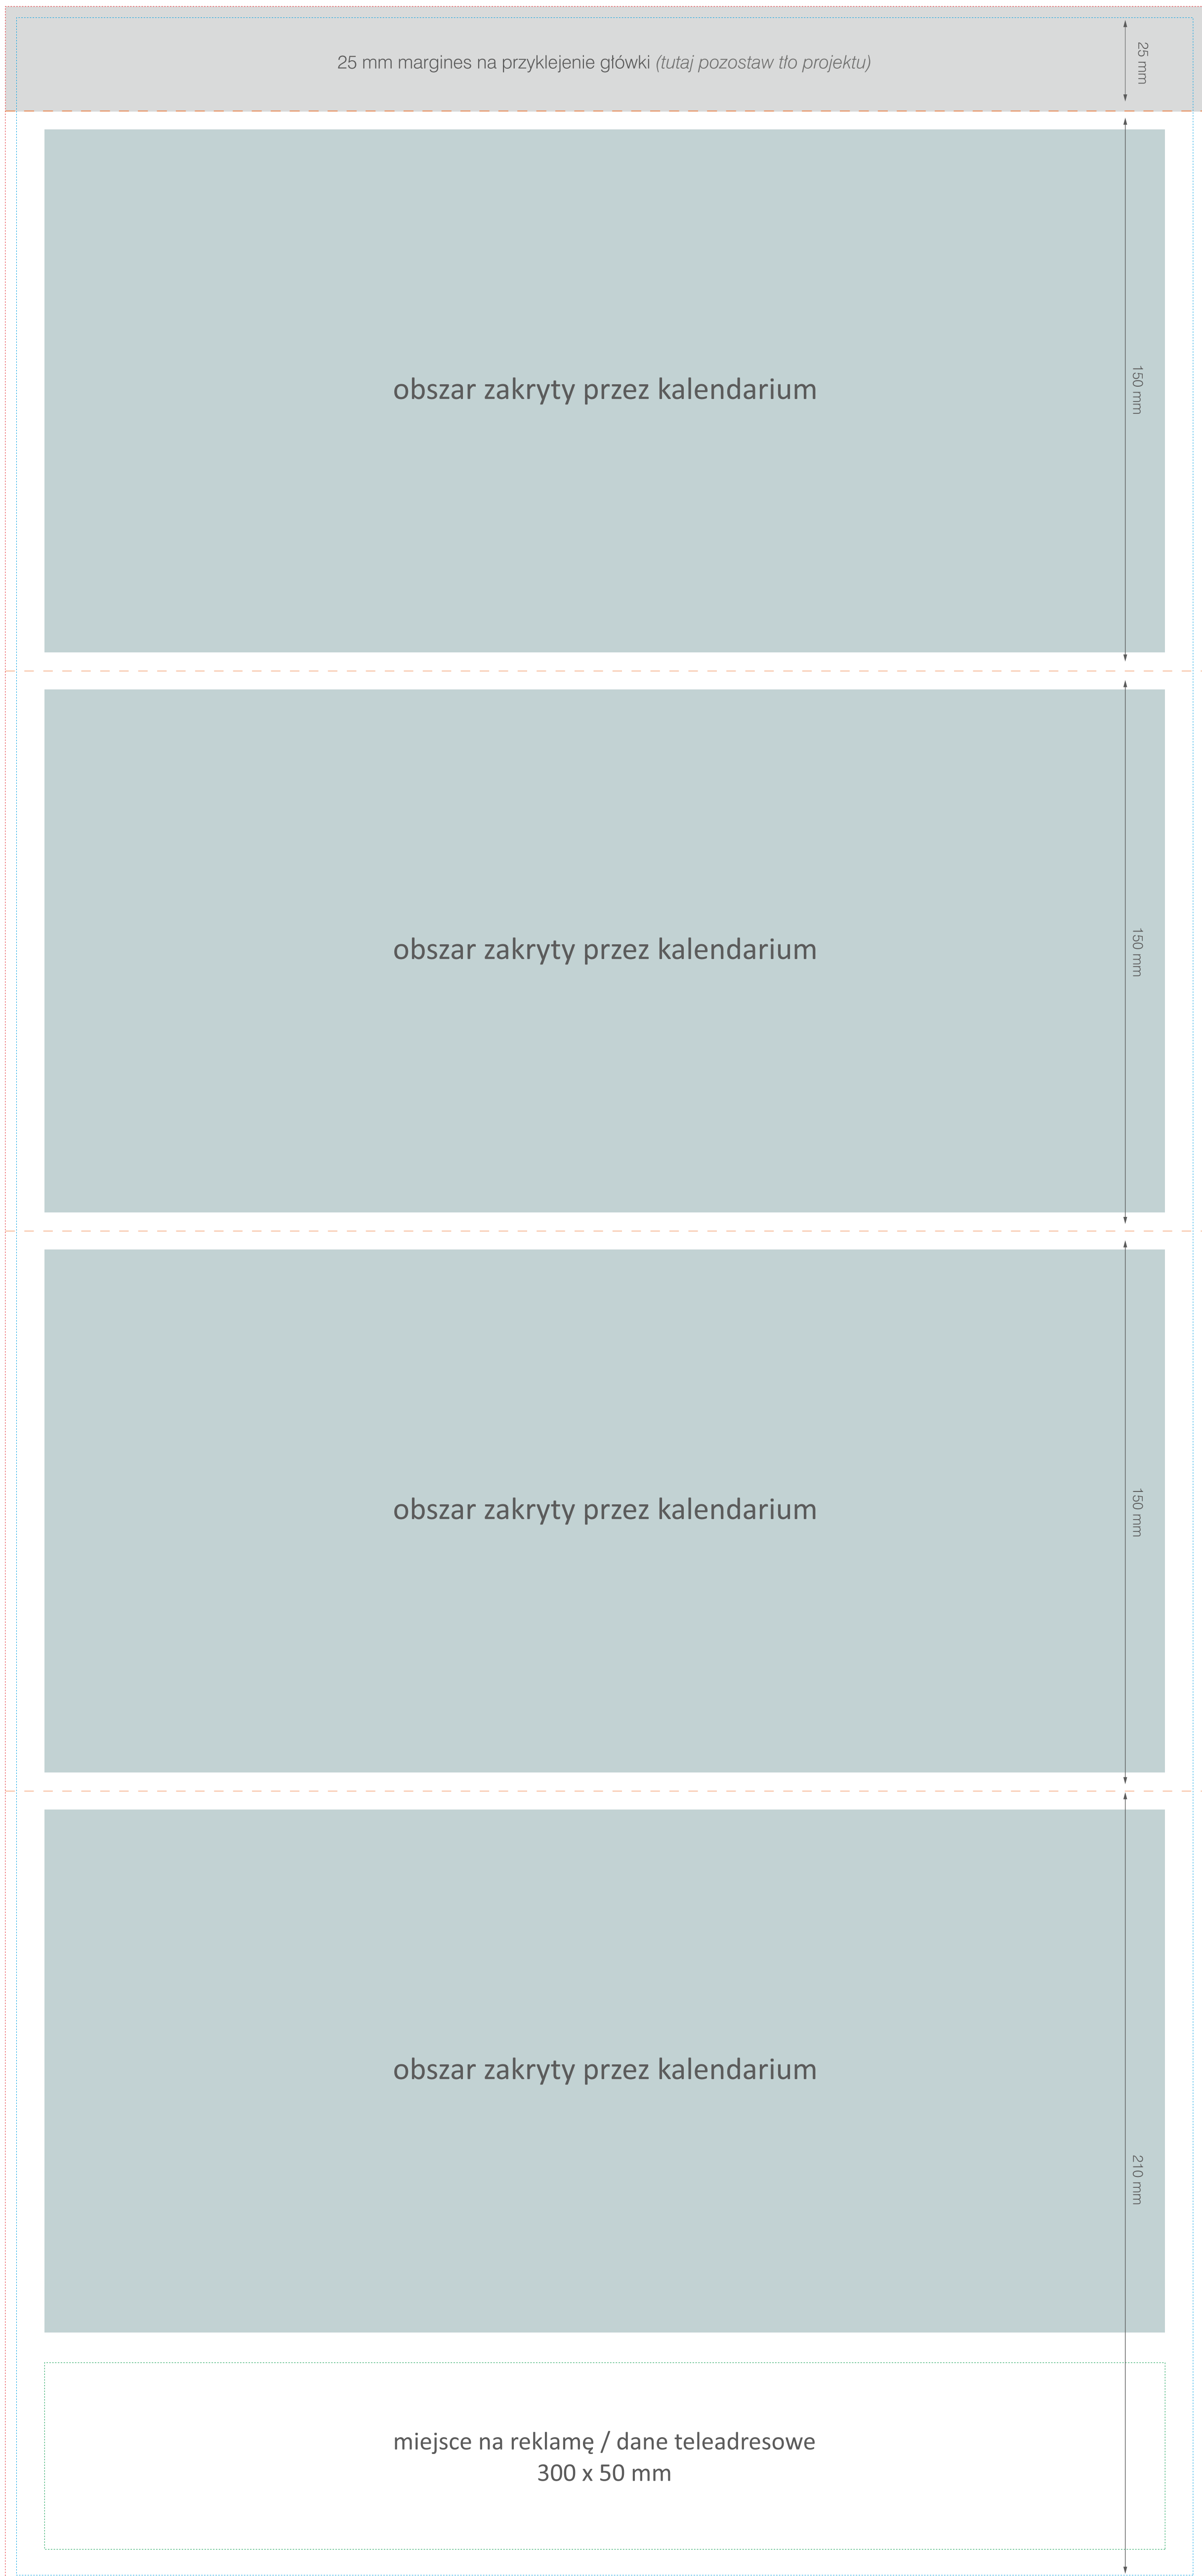 25 mm margines na przyklejenie główki (tutaj pozostaw tło projektu)
25 mm
obszar zakryty przez kalendarium
150 mm
obszar zakryty przez kalendarium
150 mm
obszar zakryty przez kalendarium
150 mm
obszar zakryty przez kalendarium
210 mm
miejsce na reklamę / dane teleadresowe
300 x 50 mm